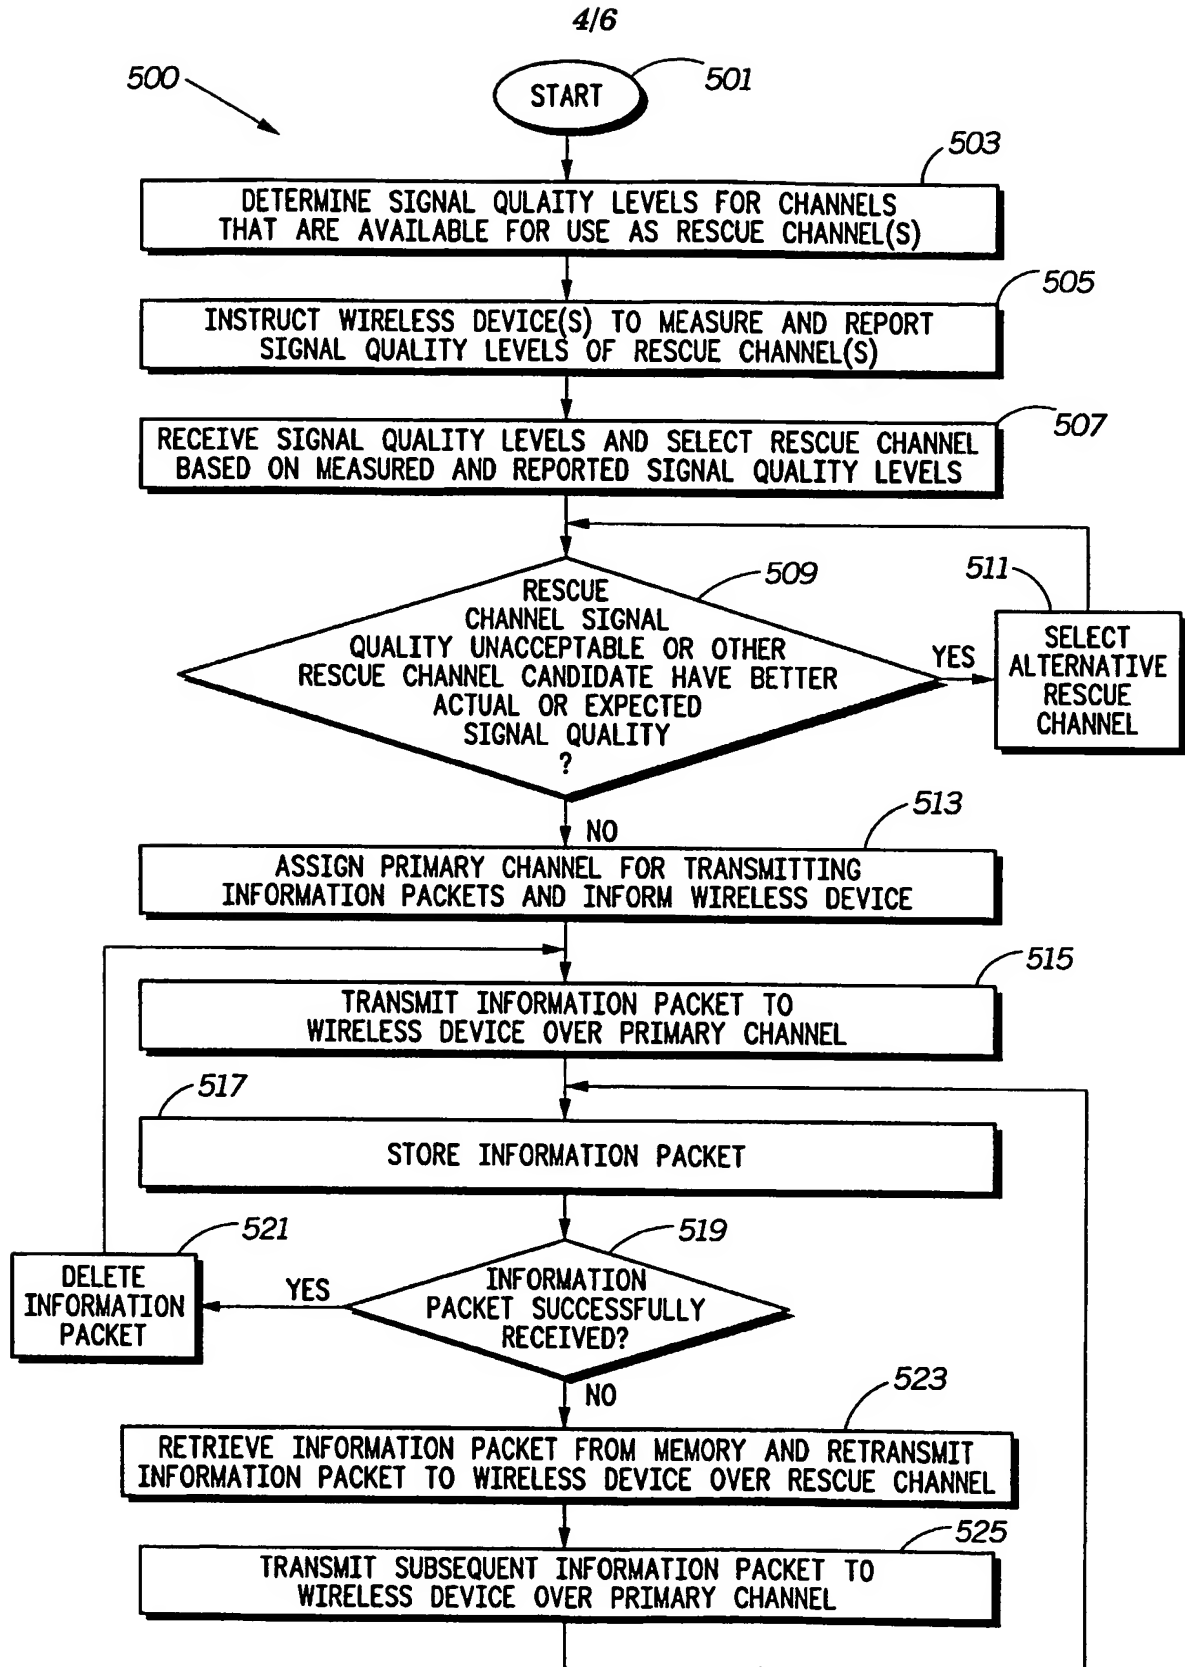 4/6
500
START
501
503
DETERMINE SIGNAL QULAITY LEVELS FOR CHANNELS
THAT ARE AVAILABLE FOR USE AS RESCUE CHANNEL(S)
505
INSTRUCT WIRELESS DEVICE(S) TO MEASURE AND REPORT
SIGNAL QUALITY LEVELS OF RESCUE CHANNEL(S)
507
RECEIVE SIGNAL QUALITY LEVELS AND SELECT RESCUE CHANNEL
BASED ON MEASURED AND REPORTED SIGNAL QUALITY LEVELS
509
RESCUE
CHANNEL SIGNAL
QUALITY UNACCEPTABLE OR OTHER
RESCUE CHANNEL CANDIDATE HAVE BETTER
ACTUAL OR EXPECTED
SIGNAL QUALITY
?
YES
511
SELECT
ALTERNATIVE
RESCUE
CHANNEL
NO
513
ASSIGN PRIMARY CHANNEL FOR TRANSMITTING
INFORMATION PACKETS AND INFORM WIRELESS DEVICE
515
TRANSMIT INFORMATION PACKET TO
WIRELESS DEVICE OVER PRIMARY CHANNEL
517
STORE INFORMATION PACKET
519
INFORMATION
PACKET SUCCESSFULLY
RECEIVED?
YES
521
DELETE
INFORMATION
PACKET
NO
523
RETRIEVE INFORMATION PACKET FROM MEMORY AND RETRANSMIT
INFORMATION PACKET TO WIRELESS DEVICE OVER RESCUE CHANNEL
525
TRANSMIT SUBSEQUENT INFORMATION PACKET TO
WIRELESS DEVICE OVER PRIMARY CHANNEL